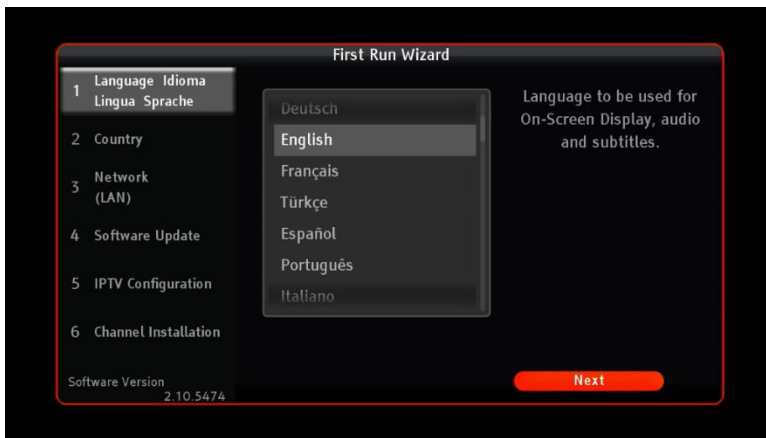 First Run Wizard
1 Language Idioma
Lingua Sprache
2 Country
3 Network
(LAN)
4 Software Update
5 IPTV Configuration
6 Channel Installation
Software Version
2.10.5474
Deutsch
English
Français
Türkçe
Español
Português
Italiano
Language to be used for
On-Screen Display, audio
and subtitles.
Next